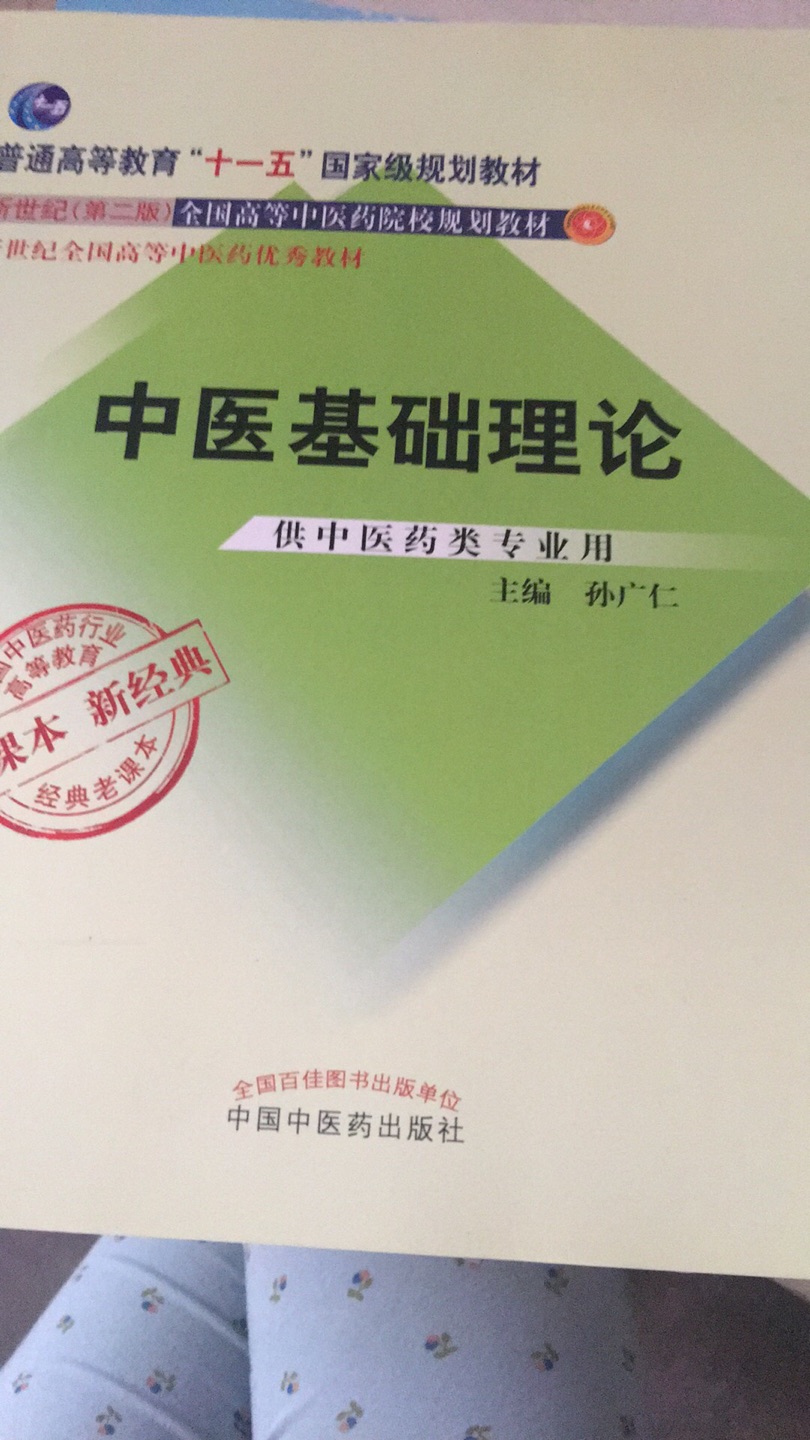 十一五
普通高等教育“十一五”国家级规划教材
新世纪（第二版）全国高等中医药院校规划教材
世纪全国高等中医药优秀教材
中医基础理论
供中医药类专业用
主编 孙广仁
国中医药行业
高等教育
课本 新经典
经典老课本
全国百佳图书出版单位
中国中医药出版社